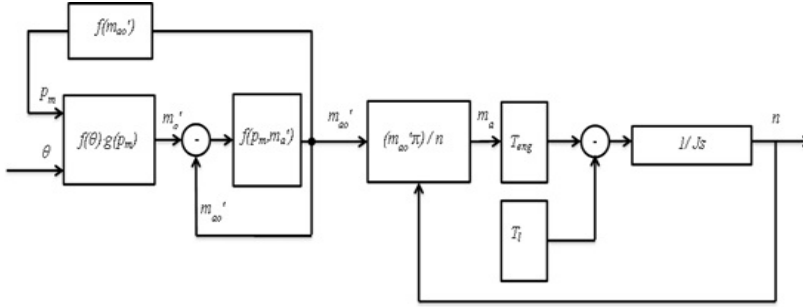 f(mao')
pm
f(θ)·g(pm)
θ
mo'
-
mao'
f(pm,ma')
mao'
(mao'π)/n
ma
Teng
Tl
-
1/Js
n